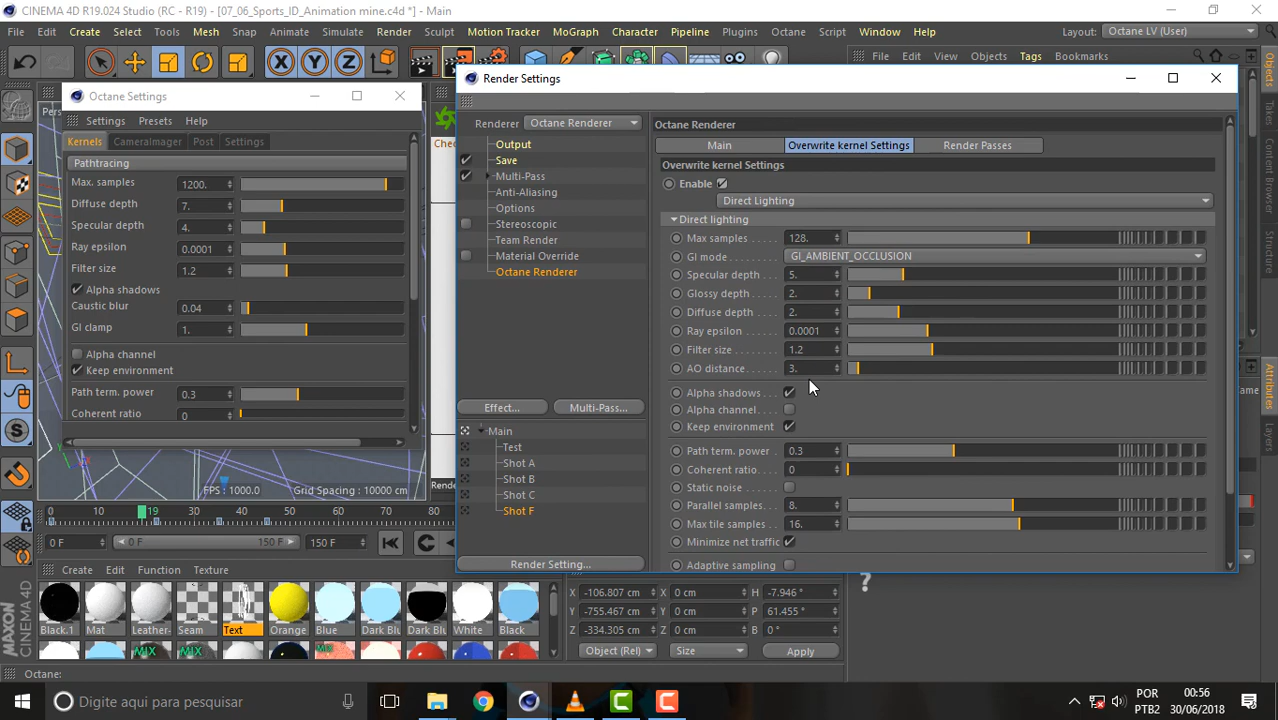 CINEMA 4D R19.024 Studio (RC - R19) - [07_06_Sports_ID_Animation mine.c4d *] - Main
File Edit Create Select Tools Mesh Snap Animate Simulate Render Sculpt Motion Tracker MoGraph Character Pipeline Plugins Octane Script Window Help Layout: Octane LV (User)
File Edit View Objects Tags Bookmarks
Octane Settings
Settings Presets Help
Kernels CameraImager Post Settings
Pathtracing
Max. samples 1200.
Diffuse depth 7.
Specular depth 4.
Ray epsilon 0.0001
Filter size 1.2
Alpha shadows
Caustic blur 0.04
GI clamp 1.
Alpha channel
Keep environment
Path term. power 0.3
Coherent ratio 0
Render Settings
Renderer Octane Renderer
Output
Save
Multi-Pass
Anti-Aliasing
Options
Stereoscopic
Team Render
Material Override
Octane Renderer
Effect... Multi-Pass...
Main
Test
Shot A
Shot B
Shot C
Shot F
Render Setting...
Octane Renderer
Main Overwrite kernel Settings Render Passes
Overwrite kernel Settings
Enable
Direct Lighting
Direct lighting
Max samples . . . . . 128.
GI mode . . . . . . . . GI_AMBIENT_OCCLUSION
Specular depth . . . . 5.
Glossy depth . . . . . 2.
Diffuse depth . . . . . 2.
Ray epsilon . . . . . . 0.0001
Filter size . . . . . . . 1.2
AO distance . . . . . . 3.
Alpha shadows . . . .
Alpha channel . . . . .
Keep environment
Path term. power . . 0.3
Coherent ratio . . . . 0
Static noise . . . . . .
Parallel samples. . . . 8.
Max tile samples . . . 16.
Minimize net traffic
Adaptive sampling
FPS : 1000.0 Grid Spacing : 10000 cm
0 10 19 30 40 50 60 70 80
0 F 0 F 150 F 150 F
Create Edit Function Texture
Black.1 Mat Leather- Seam Text Orange Blue Dark Blu Dark Blu White Black
MIX MIX MIX
X -106.807 cm X 0 cm H -7.946 °
Y -755.467 cm Y 0 cm P 61.455 °
Z -334.305 cm Z 0 cm B 0 °
Object (Rel) Size Apply
Objects
Takes
Content Browser
Structure
Attributes
Layers
MAXON
CINEMA 4D
Octane:
Digite aqui para pesquisar
POR
PTB2
00:56
30/06/2018